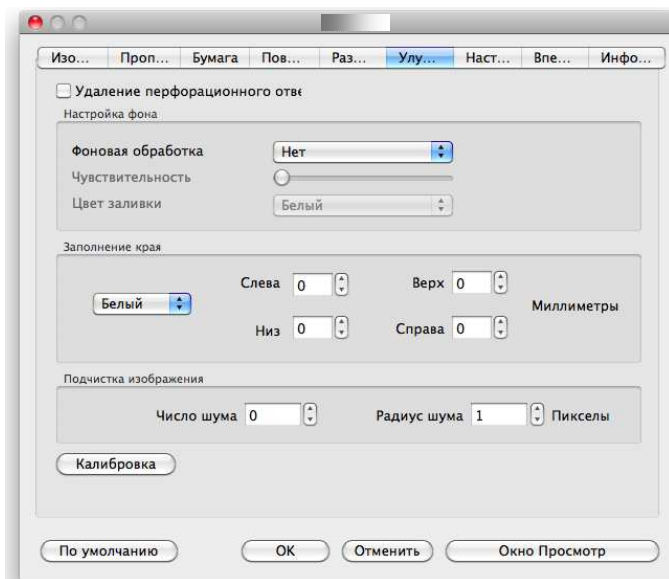 Изо... Проп... Бумага Пов... Раз... Улу... Наст... Впе... Инфо...
Удаление перфорационного отве
Настройка фона
Фоновая обработка Нет
Чувствительность
Цвет заливки Белый
Заполнение края
Слева 0 Верх 0
Белый Миллиметры
Низ 0 Справа 0
Подчистка изображения
Число шума 0 Радиус шума 1 Пикселы
Калибровка
По умолчанию OK Отменить Окно Просмотр